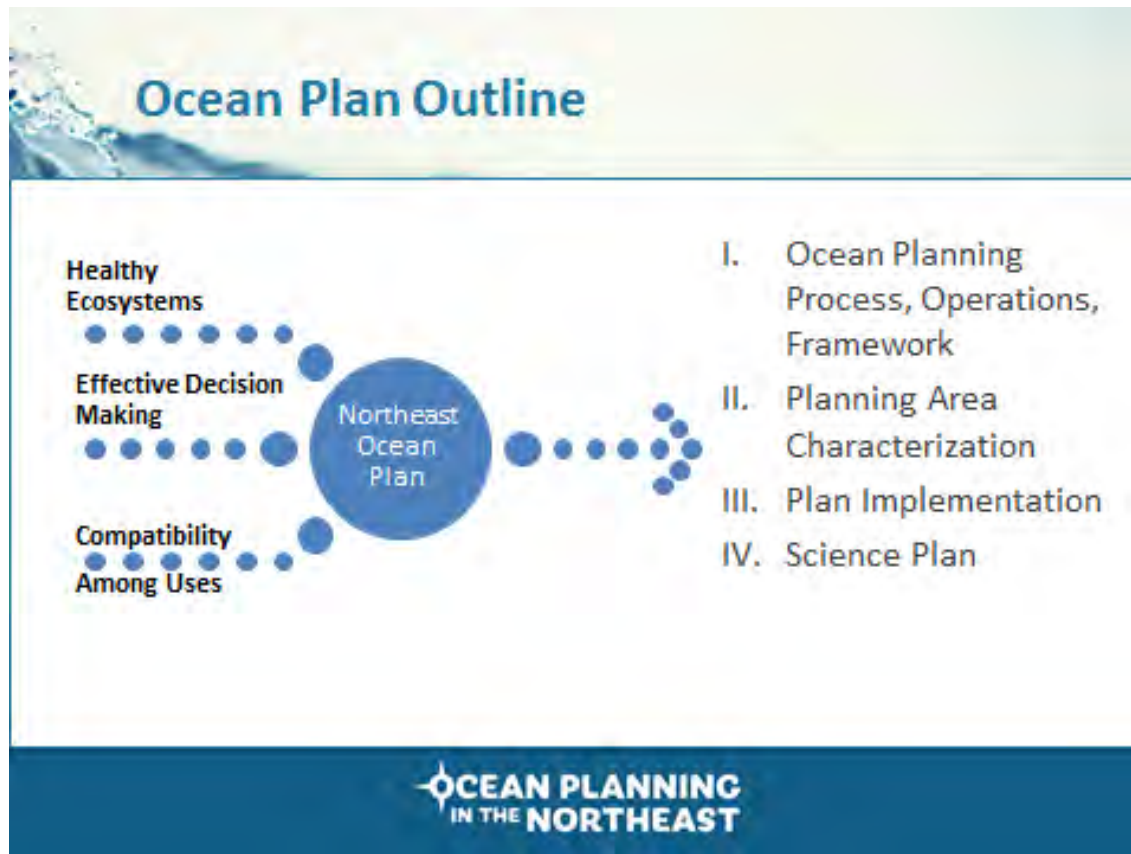 Ocean Plan Outline
Healthy
Ecosystems
Effective Decision
Making
Compatibility
Among Uses
Northeast
Ocean
Plan
I. Ocean Planning
Process, Operations,
Framework
II. Planning Area
Characterization
III. Plan Implementation
IV. Science Plan
OCEAN PLANNING
IN THE NORTHEAST